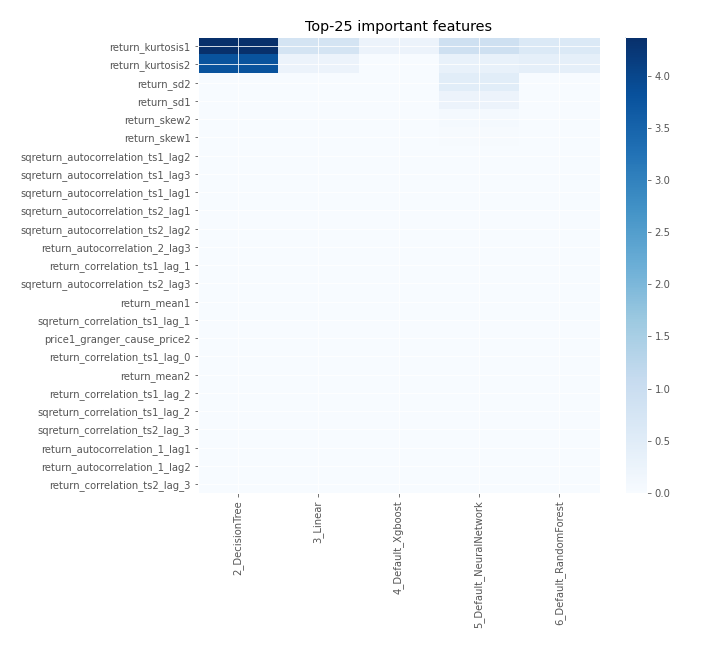 Top-25 important features
return_kurtosis1
return_kurtosis2
return_sd2
return_sd1
return_skew2
return_skew1
sqreturn_autocorrelation_ts1_lag2
sqreturn_autocorrelation_ts1_lag3
sqreturn_autocorrelation_ts1_lag1
sqreturn_autocorrelation_ts2_lag1
sqreturn_autocorrelation_ts2_lag2
return_autocorrelation_2_lag3
return_correlation_ts1_lag_1
sqreturn_autocorrelation_ts2_lag3
return_mean1
sqreturn_correlation_ts1_lag_1
price1_granger_cause_price2
return_correlation_ts1_lag_0
return_mean2
return_correlation_ts1_lag_2
sqreturn_correlation_ts1_lag_2
sqreturn_correlation_ts2_lag_3
return_autocorrelation_1_lag1
return_autocorrelation_1_lag2
return_correlation_ts2_lag_3
2_DecisionTree
3_Linear
4_Default_Xgboost
5_Default_NeuralNetwork
6_Default_RandomForest
4.0
3.5
3.0
2.5
2.0
1.5
1.0
0.5
0.0